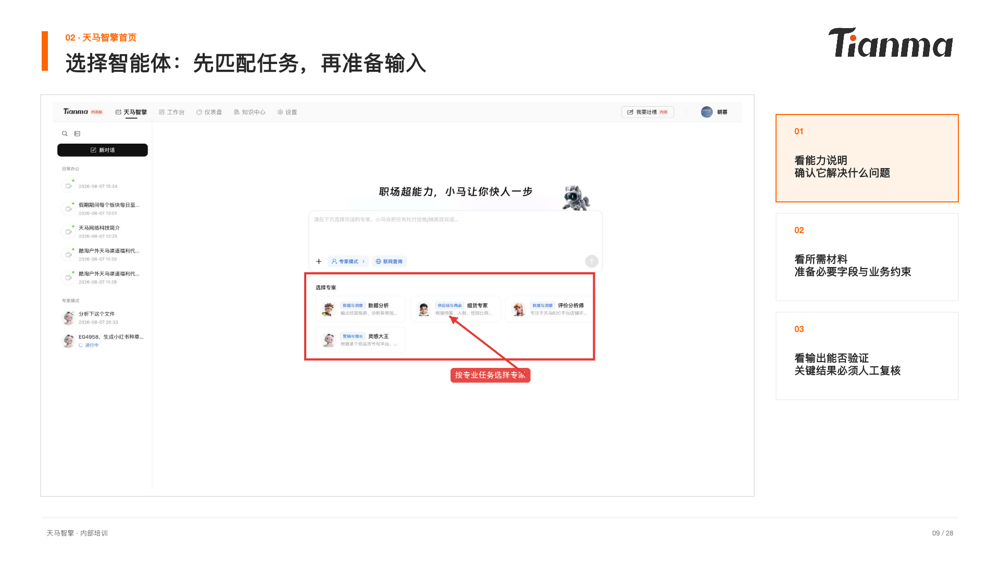 02 · 天马智擎首页
选择智能体：先匹配任务，再准备输入
Tianma
Tianma 内测版
天马智擎
工作台
仪表盘
知识中心
设置
我要吐槽 内测
朝暮
新对话
日常办公
2026-08-07 15:24
假期期间每个板块每日至...
2026-08-07 13:01
天马网络科技简介
2026-08-07 12:25
酷淘户外天马渠道福利代...
2026-08-07 11:30
酷淘户外天马渠道福利代...
2026-08-07 11:28
专家模式
分析下这个文件
2026-08-07 20:33
EG4958，生成小红书种草...
进行中
职场超能力，小马让你快人一步
请在下方选择合适的专家，小马会把任务托付给他/她高效完成...
专家模式
联网查询
选择专家
数据与洞察 数据分析
输出经营报表、诊断异常指...
供应链与商品 组货专家
根据预算、人数、性别比例...
数据与洞察 评价分析师
专注于天马B2C平台店铺评...
营销与增长 灵感大王
根据某个商品货号和平台、...
按专业任务选择专家
01
看能力说明
确认它解决什么问题
02
看所需材料
准备必要字段与业务约束
03
看输出能否验证
关键结果必须人工复核
天马智擎 · 内部培训
09 / 28